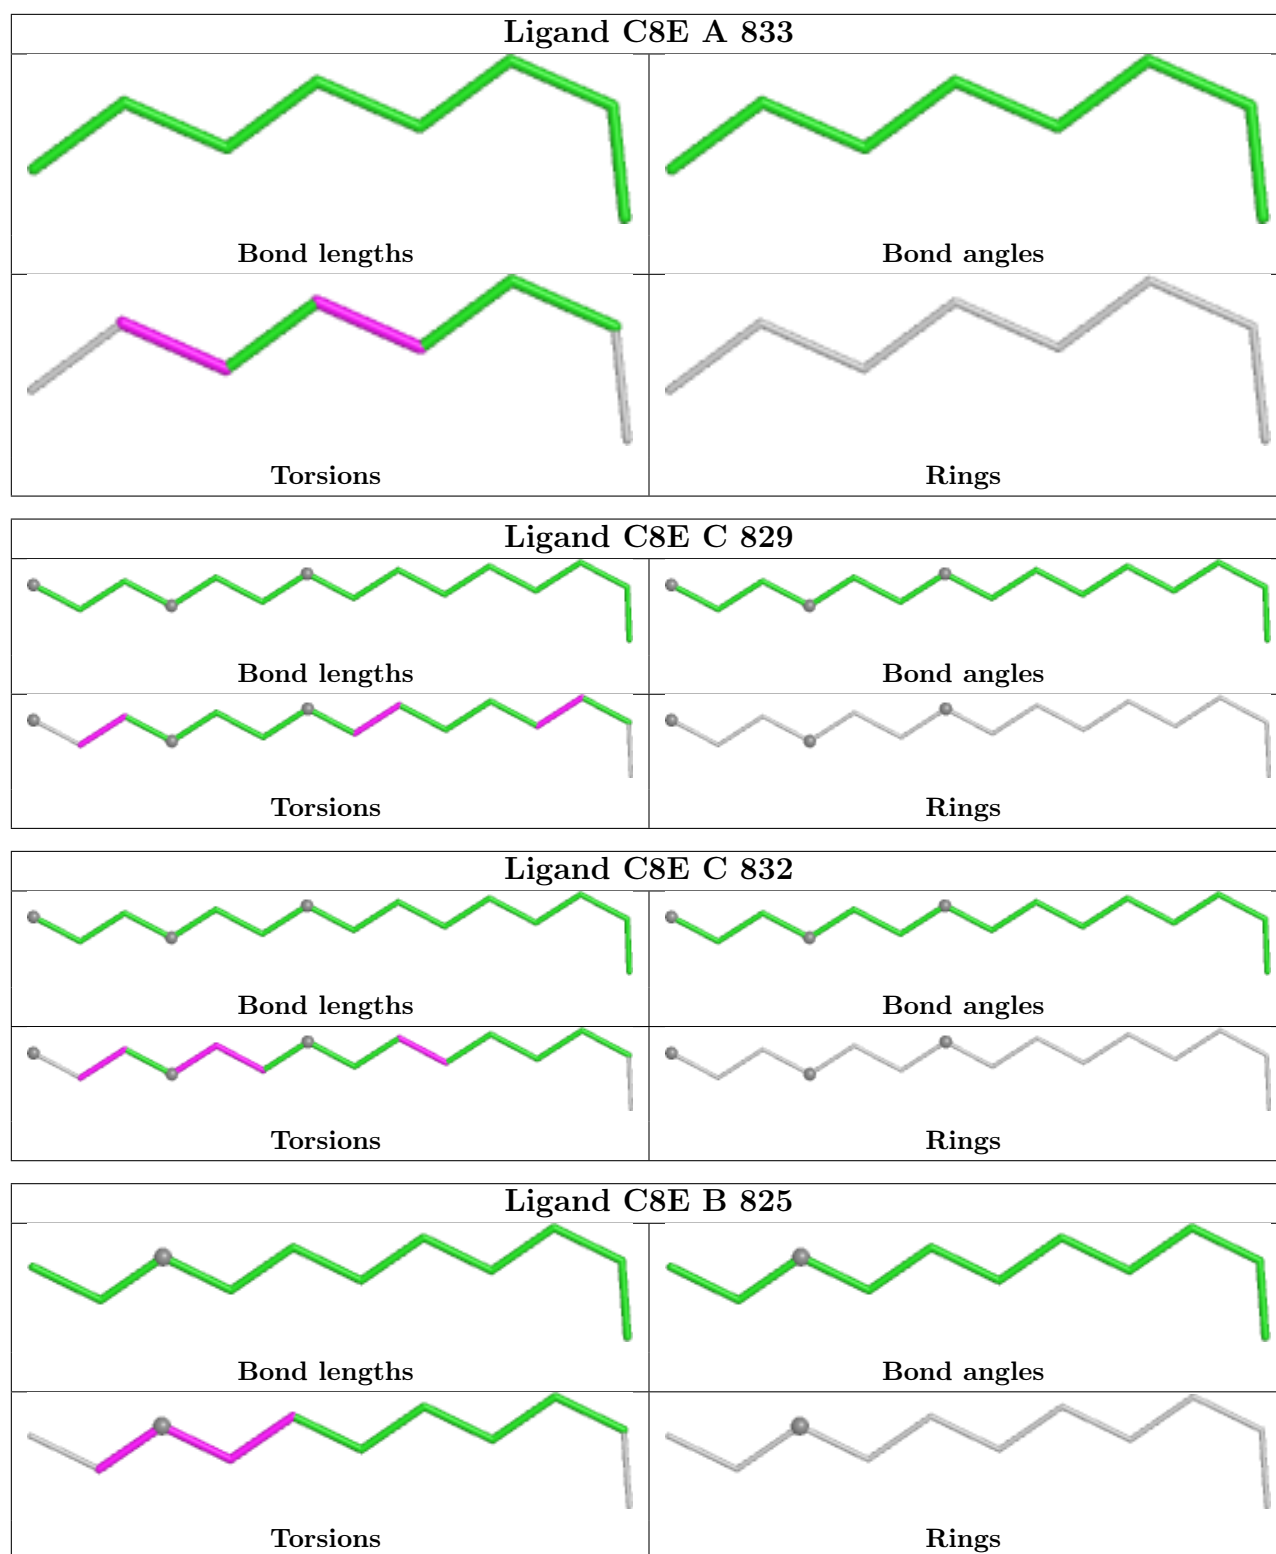 Ligand C8E A 833
Bond lengths
Bond angles
Torsions
Rings
Ligand C8E C 829
Bond lengths
Bond angles
Torsions
Rings
Ligand C8E C 832
Bond lengths
Bond angles
Torsions
Rings
Ligand C8E B 825
Bond lengths
Bond angles
Torsions
Rings